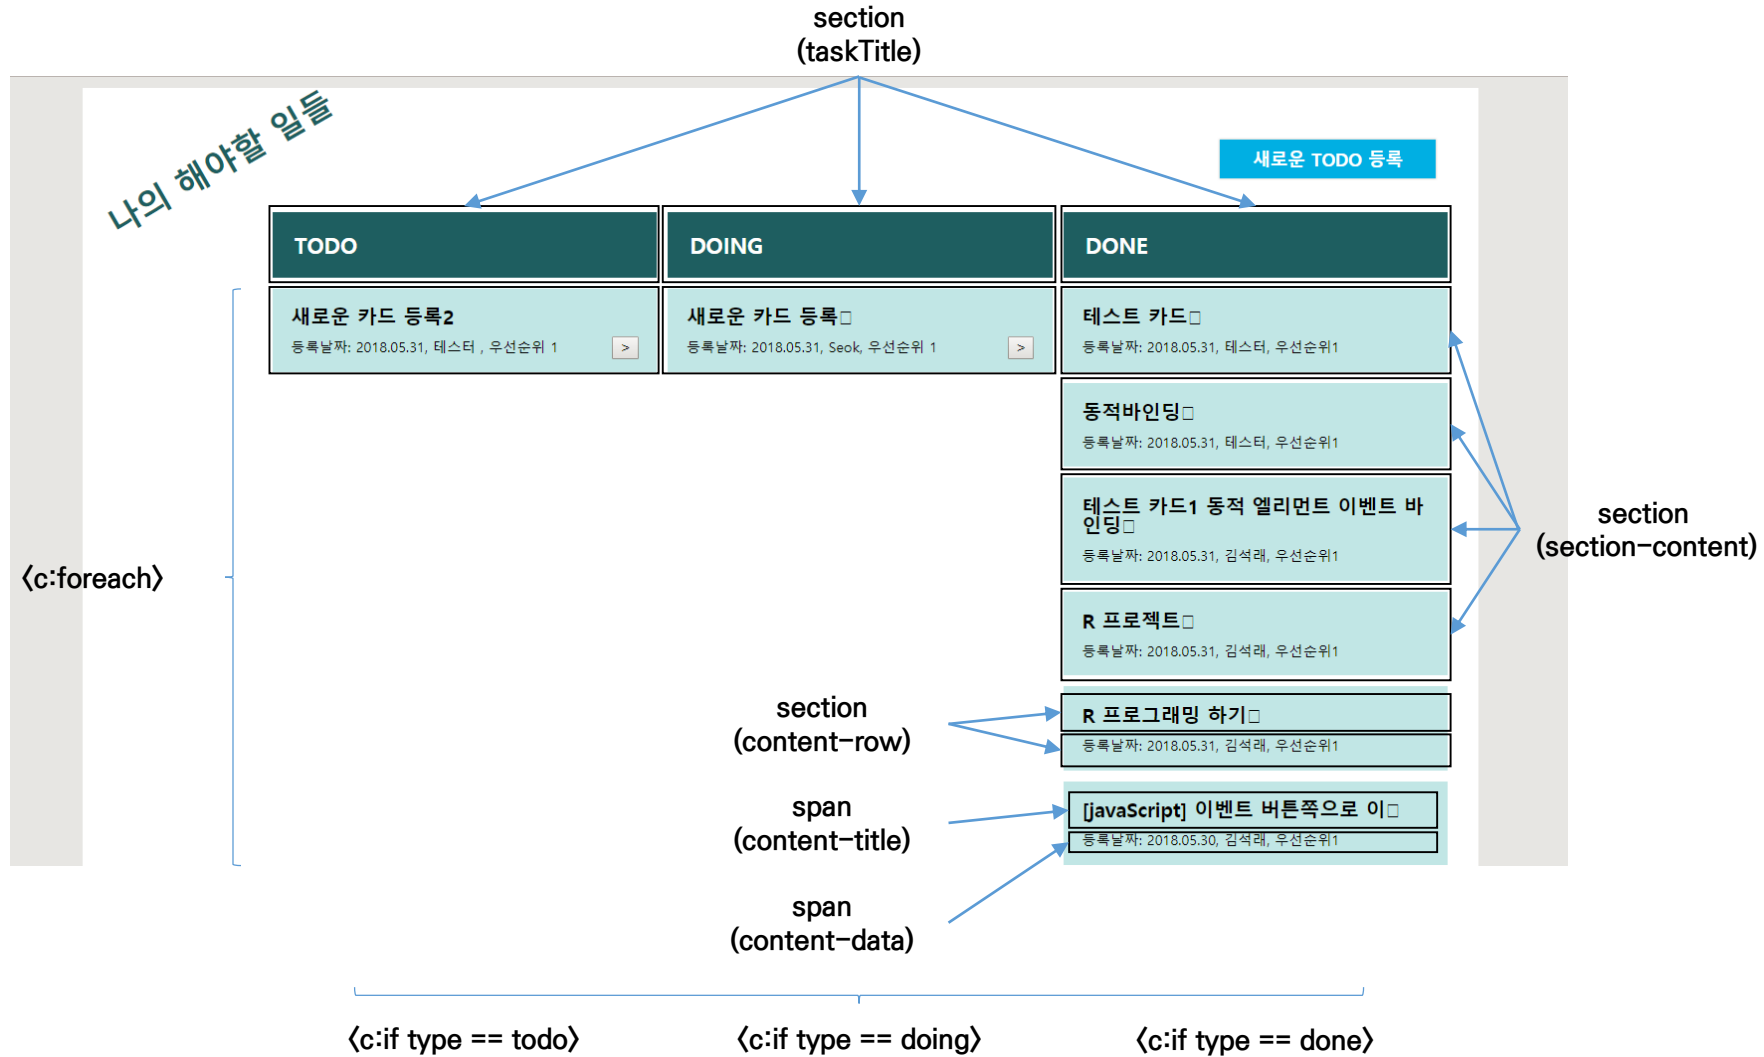 section
(taskTitle)
나의 해야할 일들
새로운 TODO 등록
TODO
DOING
DONE
새로운 카드 등록2
등록날짜: 2018.05.31, 테스터 , 우선순위 1
>
새로운 카드 등록□
등록날짜: 2018.05.31, Seok, 우선순위 1
>
테스트 카드□
등록날짜: 2018.05.31, 테스터, 우선순위1
동적바인딩□
등록날짜: 2018.05.31, 테스터, 우선순위1
테스트 카드1 동적 엘리먼트 이벤트 바
인딩□
등록날짜: 2018.05.31, 김석래, 우선순위1
section
(section-content)
<c:foreach>
R 프로젝트□
등록날짜: 2018.05.31, 김석래, 우선순위1
section
(content-row)
R 프로그래밍 하기□
등록날짜: 2018.05.31, 김석래, 우선순위1
span
(content-title)
[javaScript] 이벤트 버튼쪽으로 이□
등록날짜: 2018.05.30, 김석래, 우선순위1
span
(content-data)
<c:if type == todo>
<c:if type == doing>
<c:if type == done>